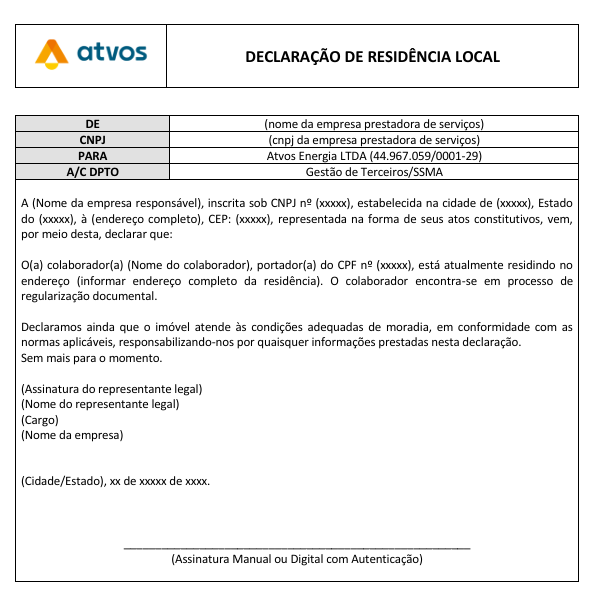 atvos
DECLARAÇÃO DE RESIDÊNCIA LOCAL
DE (nome da empresa prestadora de serviços)
CNPJ (cnpj da empresa prestadora de serviços)
PARA Atvos Energia LTDA (44.967.059/0001-29)
A/C DPTO Gestão de Terceiros/SSMA
A (Nome da empresa responsável), inscrita sob CNPJ nº (xxxxx), estabelecida na cidade de (xxxxx), Estado
do (xxxxx), à (endereço completo), CEP: (xxxxx), representada na forma de seus atos constitutivos, vem,
por meio desta, declarar que:
O(a) colaborador(a) (Nome do colaborador), portador(a) do CPF nº (xxxxx), está atualmente residindo no
endereço (informar endereço completo da residência). O colaborador encontra-se em processo de
regularização documental.
Declaramos ainda que o imóvel atende às condições adequadas de moradia, em conformidade com as
normas aplicáveis, responsabilizando-nos por quaisquer informações prestadas nesta declaração.
Sem mais para o momento.
(Assinatura do representante legal)
(Nome do representante legal)
(Cargo)
(Nome da empresa)
(Cidade/Estado), xx de xxxxx de xxxx.
(Assinatura Manual ou Digital com Autenticação)